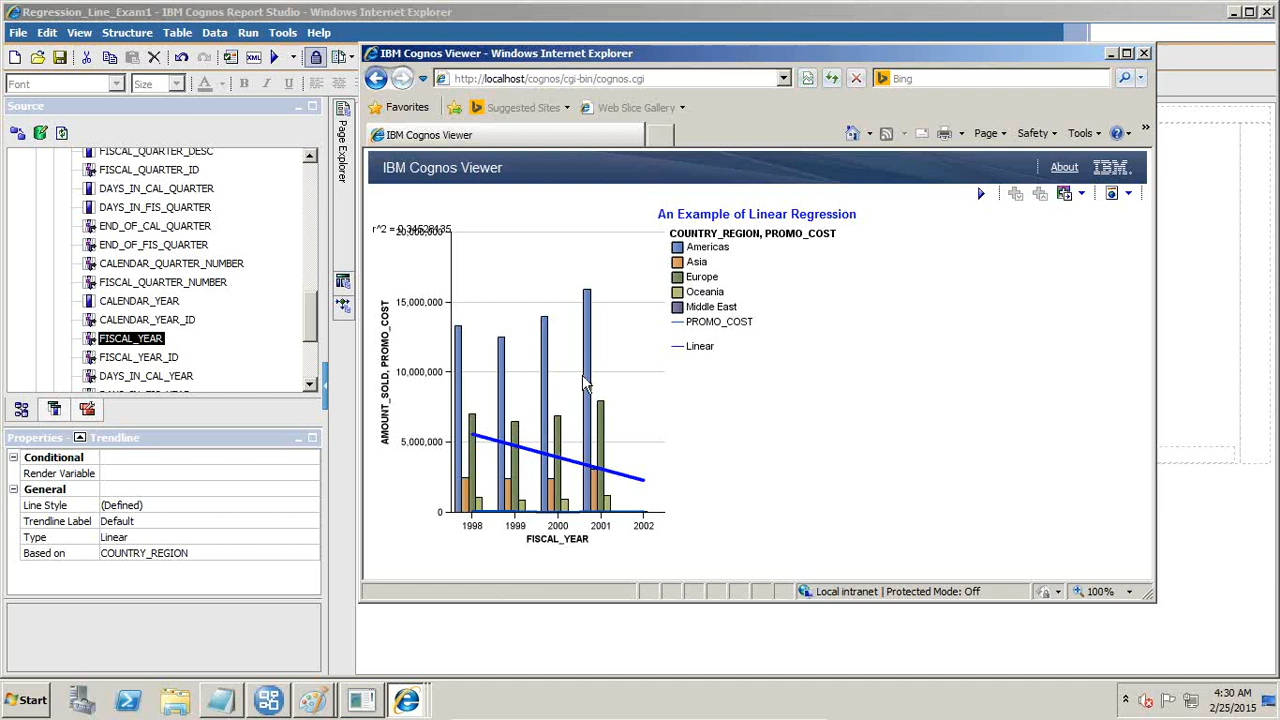 Regression_Line_Exam1 - IBM Cognos Report Studio - Windows Internet Explorer
File Edit View Structure Table Data Run Tools Help
Font
Size
Source
FISCAL_QUARTER_DESC
FISCAL_QUARTER_ID
DAYS_IN_CAL_QUARTER
DAYS_IN_FIS_QUARTER
END_OF_CAL_QUARTER
END_OF_FIS_QUARTER
CALENDAR_QUARTER_NUMBER
FISCAL_QUARTER_NUMBER
CALENDAR_YEAR
CALENDAR_YEAR_ID
FISCAL_YEAR
FISCAL_YEAR_ID
DAYS_IN_CAL_YEAR
Properties - Trendline
Conditional
Render Variable
General
Line Style (Defined)
Trendline Label Default
Type Linear
Based on COUNTRY_REGION
Page Explorer
IBM Cognos Viewer - Windows Internet Explorer
http://localhost/cognos/cgi-bin/cognos.cgi
Bing
Favorites Suggested Sites Web Slice Gallery
IBM Cognos Viewer
Page Safety Tools
IBM Cognos Viewer
About IBM.
An Example of Linear Regression
COUNTRY_REGION, PROMO_COST
Americas
Asia
Europe
Oceania
Middle East
PROMO_COST
Linear
AMOUNT_SOLD, PROMO_COST
20,000,000
15,000,000
10,000,000
5,000,000
0
1998 1999 2000 2001 2002
FISCAL_YEAR
Local intranet | Protected Mode: Off
100%
Start
4:30 AM
2/25/2015